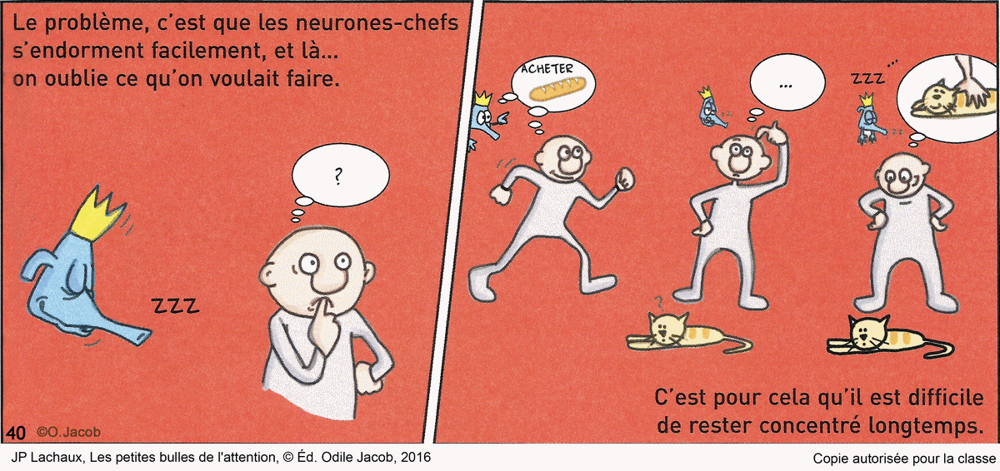 Le problème, c'est que les neurones-chefs
s'endorment facilement, et là...
on oublie ce qu'on voulait faire.
?
zzz
40 ©O.Jacob
ACHETER
...
zz
zzz ...
zz
?
C'est pour cela qu'il est difficile
de rester concentré longtemps.
JP Lachaux, Les petites bulles de l'attention, © Éd. Odile Jacob, 2016
Copie autorisée pour la classe